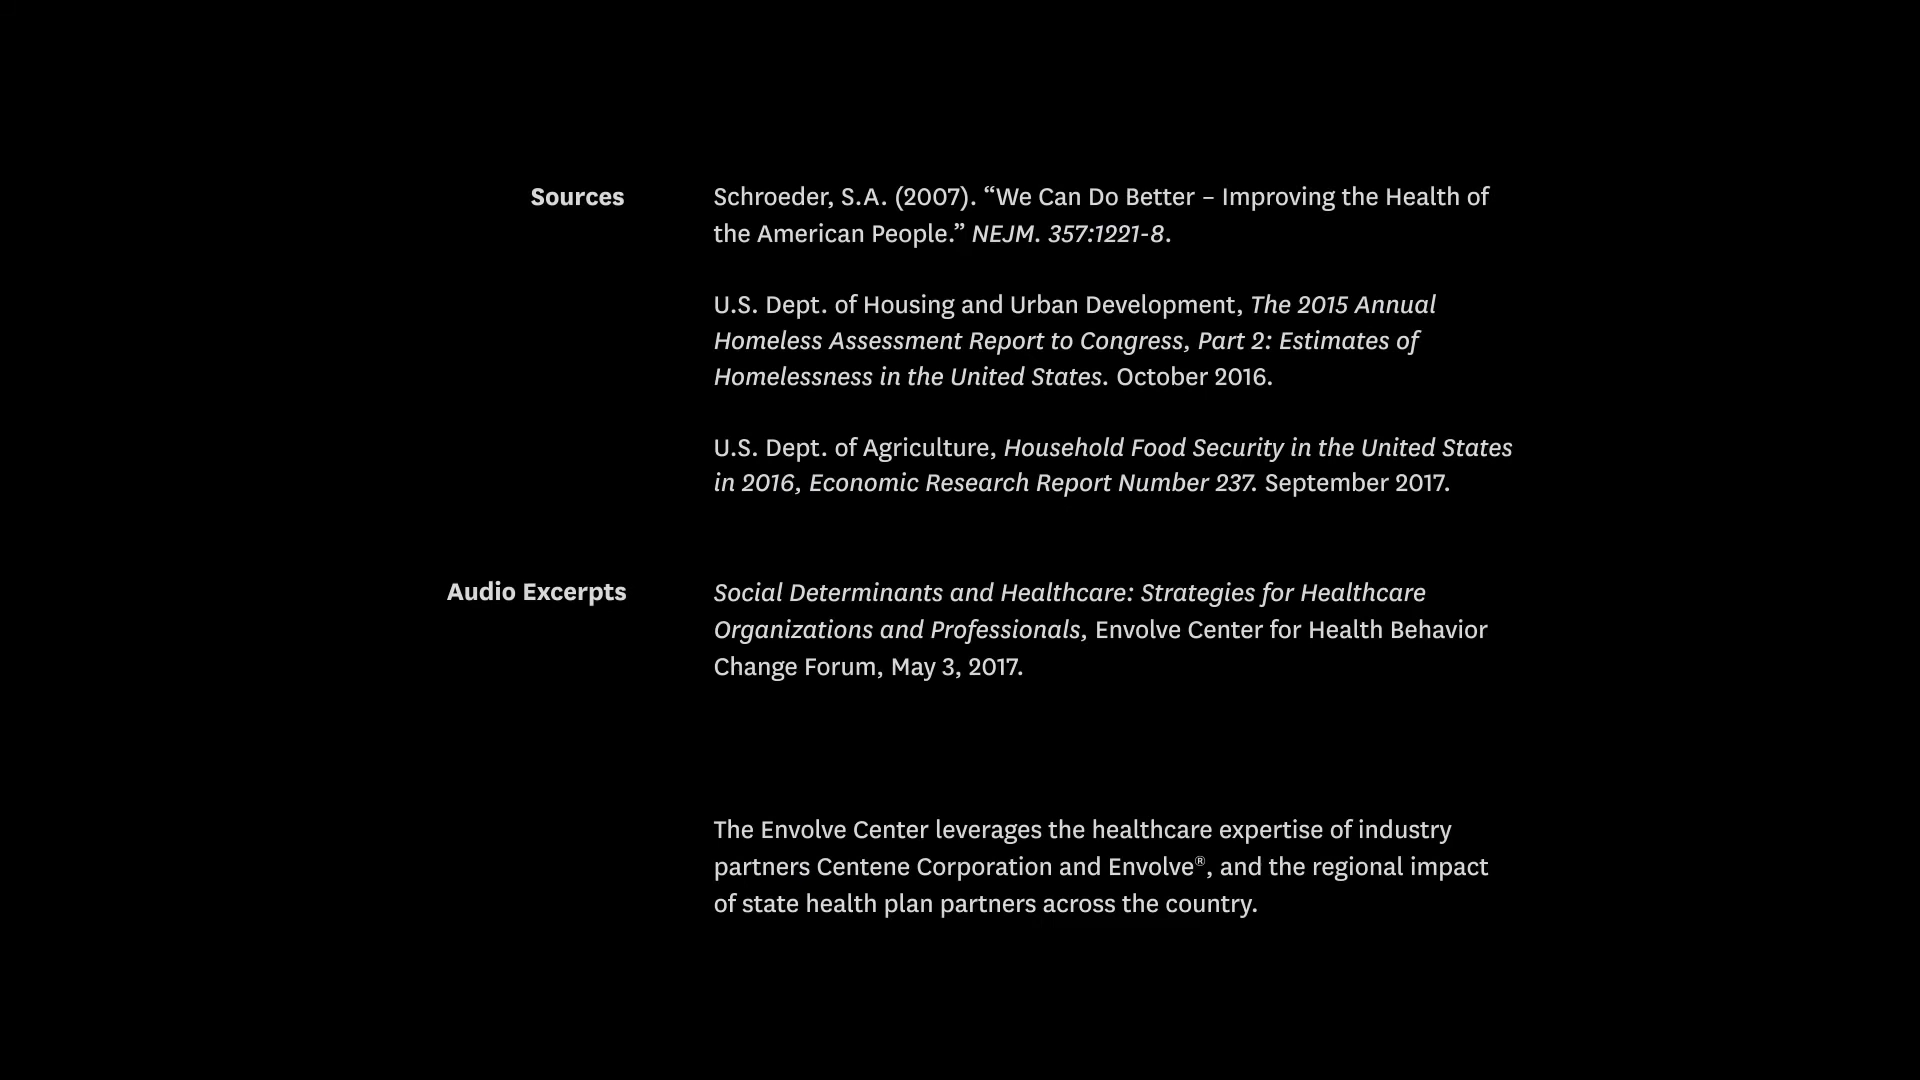 Sources
Schroeder, S.A. (2007). “We Can Do Better – Improving the Health of
the American People.” NEJM. 357:1221-8.
U.S. Dept. of Housing and Urban Development, The 2015 Annual
Homeless Assessment Report to Congress, Part 2: Estimates of
Homelessness in the United States. October 2016.
U.S. Dept. of Agriculture, Household Food Security in the United States
in 2016, Economic Research Report Number 237. September 2017.
Audio Excerpts
Social Determinants and Healthcare: Strategies for Healthcare
Organizations and Professionals, Envolve Center for Health Behavior
Change Forum, May 3, 2017.
The Envolve Center leverages the healthcare expertise of industry
partners Centene Corporation and Envolve®, and the regional impact
of state health plan partners across the country.